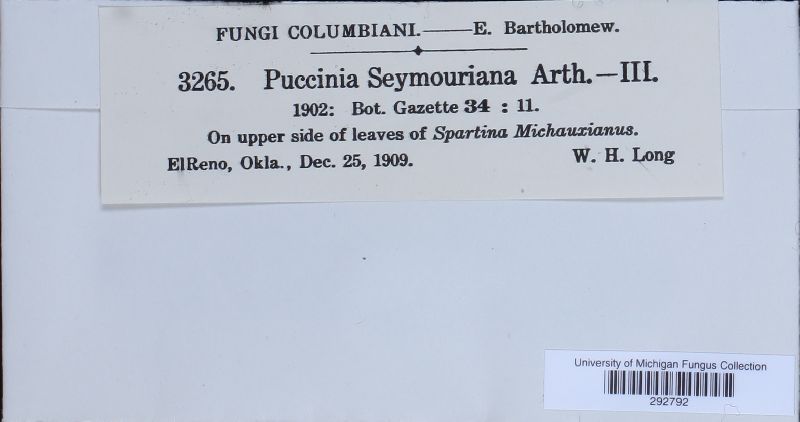 FUNGI COLUMBIANI.——E. Bartholomew.
3265. Puccinia Seymouriana Arth.—III.
1902: Bot. Gazette 34 : 11.
On upper side of leaves of Spartina Michauxianus.
ElReno, Okla., Dec. 25, 1909. W. H. Long
University of Michigan Fungus Collection
292792